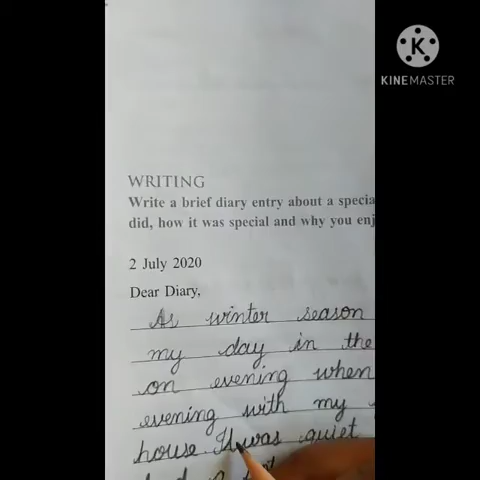 KINEMASTER
WRITING
Write a brief diary entry about a specia
did, how it was special and why you enj
2 July 2020
Dear Diary,
As winter season
my day in the
on evening when
evening with my
house. It was quiet